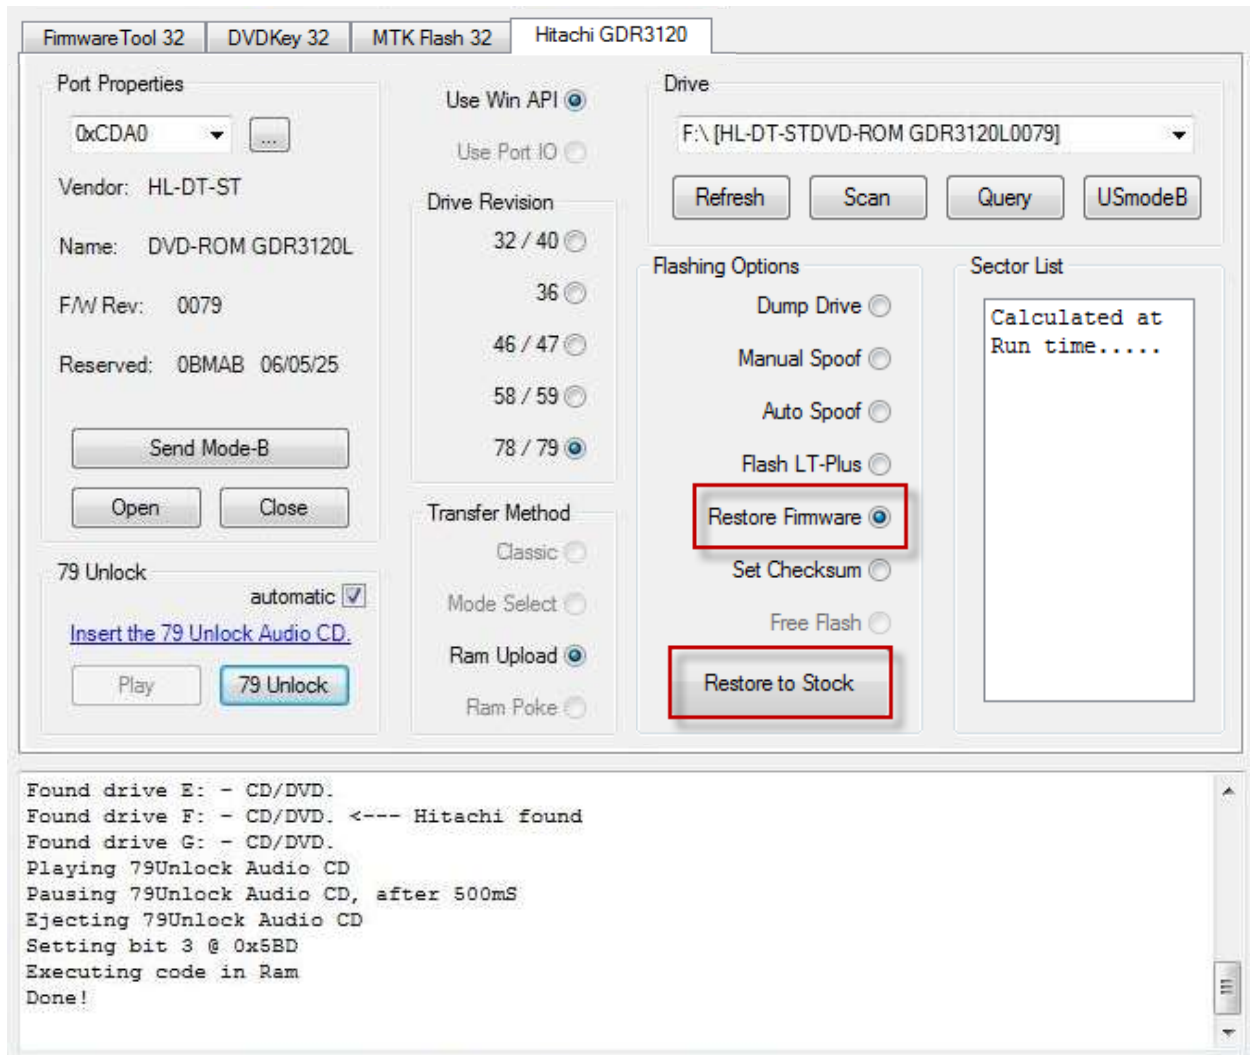 FirmwareTool 32 DVDKey 32 MTK Flash 32 Hitachi GDR3120
Port Properties
0xCDA0 ...
Vendor: HL-DT-ST
Name: DVD-ROM GDR3120L
F/W Rev: 0079
Reserved: 0BMAB 06/05/25
Send Mode-B
Open Close
79 Unlock
automatic
Insert the 79 Unlock Audio CD.
Play 79 Unlock
Use Win API
Use Port IO
Drive Revision
32 / 40
36
46 / 47
58 / 59
78 / 79
Transfer Method
Classic
Mode Select
Ram Upload
Ram Poke
Drive
F:\ [HL-DT-STDVD-ROM GDR3120L0079]
Refresh Scan Query USmodeB
Flashing Options
Dump Drive
Manual Spoof
Auto Spoof
Flash LT-Plus
Restore Firmware
Set Checksum
Free Flash
Restore to Stock
Sector List
Calculated at
Run time.....
Found drive E: - CD/DVD.
Found drive F: - CD/DVD. <--- Hitachi found
Found drive G: - CD/DVD.
Playing 79Unlock Audio CD
Pausing 79Unlock Audio CD, after 500mS
Ejecting 79Unlock Audio CD
Setting bit 3 @ 0x5BD
Executing code in Ram
Done!